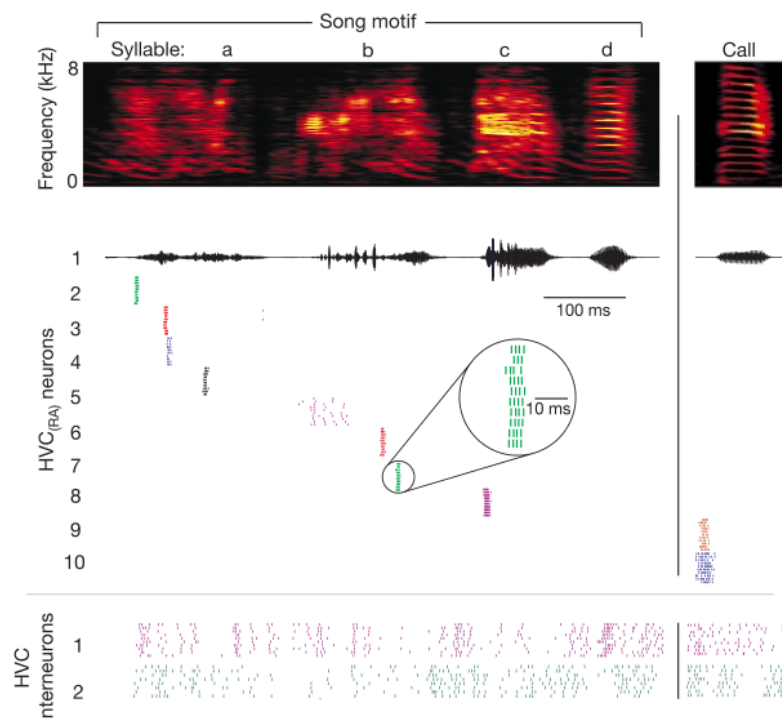 Song motif
Syllable: a b c d Call
Frequency (kHz)
8
0
HVC(RA) neurons
1
2
3
4
5
6
7
8
9
10
100 ms
10 ms
HVC
nterneurons
1
2